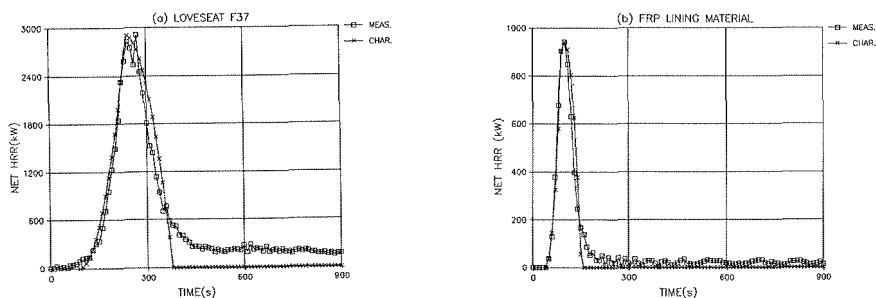 (a) LOVESEAT F37
3000
2400
1800
1200
600
0
NET HRR(kW)
0
300
600
900
TIME(s)
MEAS.
CHAR.
(b) FRP LINING MATERIAL
1000
800
600
400
200
0
NET HRR (kW)
0
300
600
900
TIME(s)
MEAS.
CHAR.